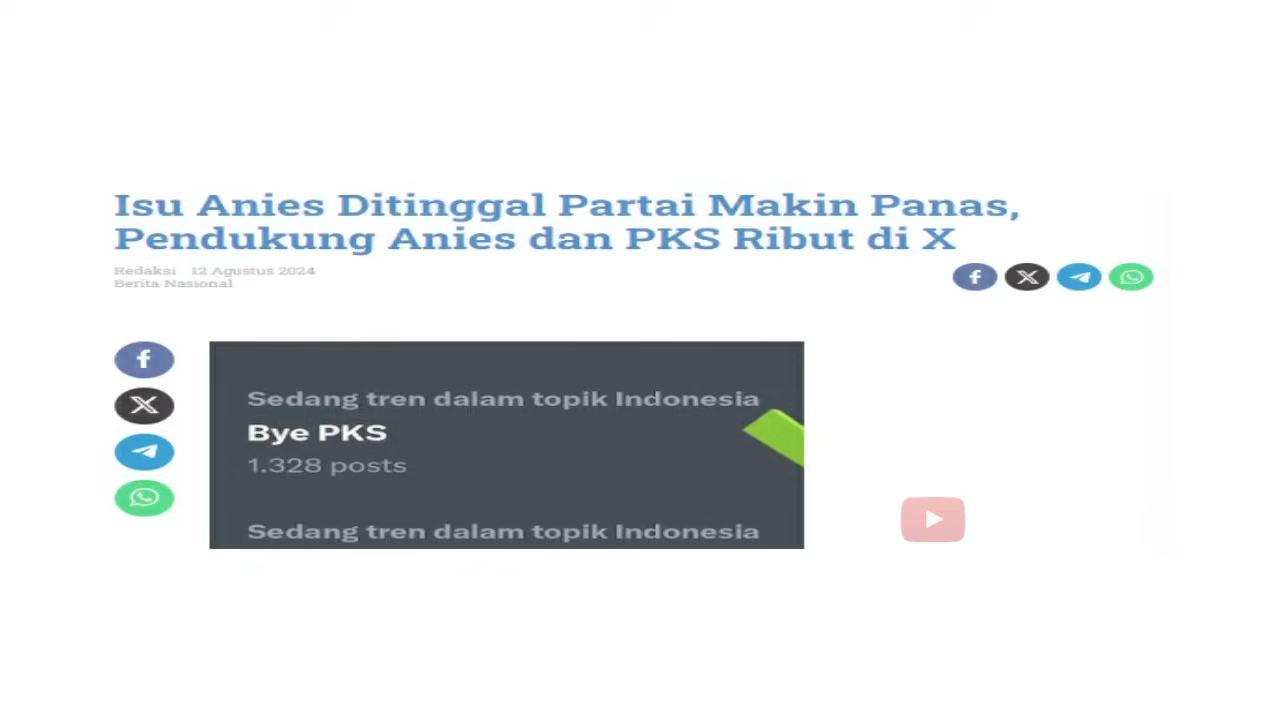 Isu Anies Ditinggal Partai Makin Panas,
Pendukung Anies dan PKS Ribut di X
Redaksi 12 Agustus 2024
Berita Nasional
Sedang tren dalam topik Indonesia
Bye PKS
1.328 posts
Sedang tren dalam topik Indonesia